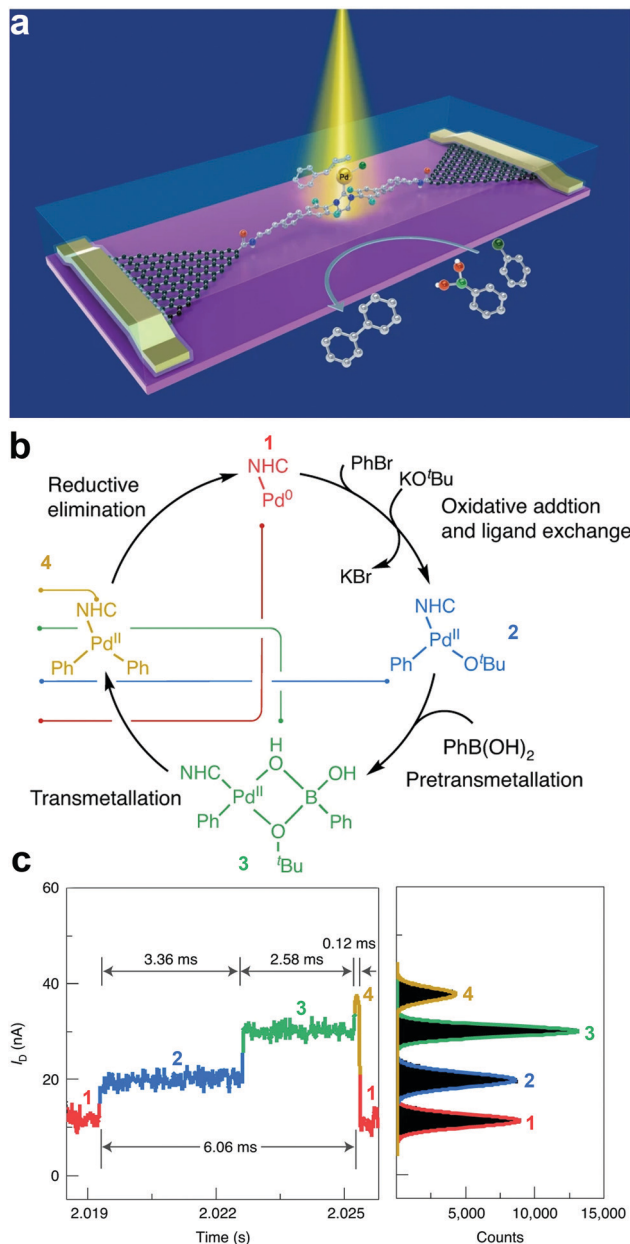 a
Pd
b
1
NHC
Pd⁰
PhBr
KOᵗBu
Reductive
elimination
Oxidative addtion
and ligand exchange
KBr
4
NHC
Pdᴵᴵ
Ph
Ph
NHC
Pdᴵᴵ
2
Ph
OᵗBu
PhB(OH)₂
Pretransmetallation
Transmetallation
H
NHC
O
OH
Pdᴵᴵ
B
Ph
O
Ph
ᵗBu
3
c
60
40
20
0
I_D (nA)
3.36 ms
2.58 ms
0.12 ms
1
2
3
4
1
6.06 ms
2.019
2.022
2.025
Time (s)
4
3
2
1
5,000
10,000
15,000
Counts